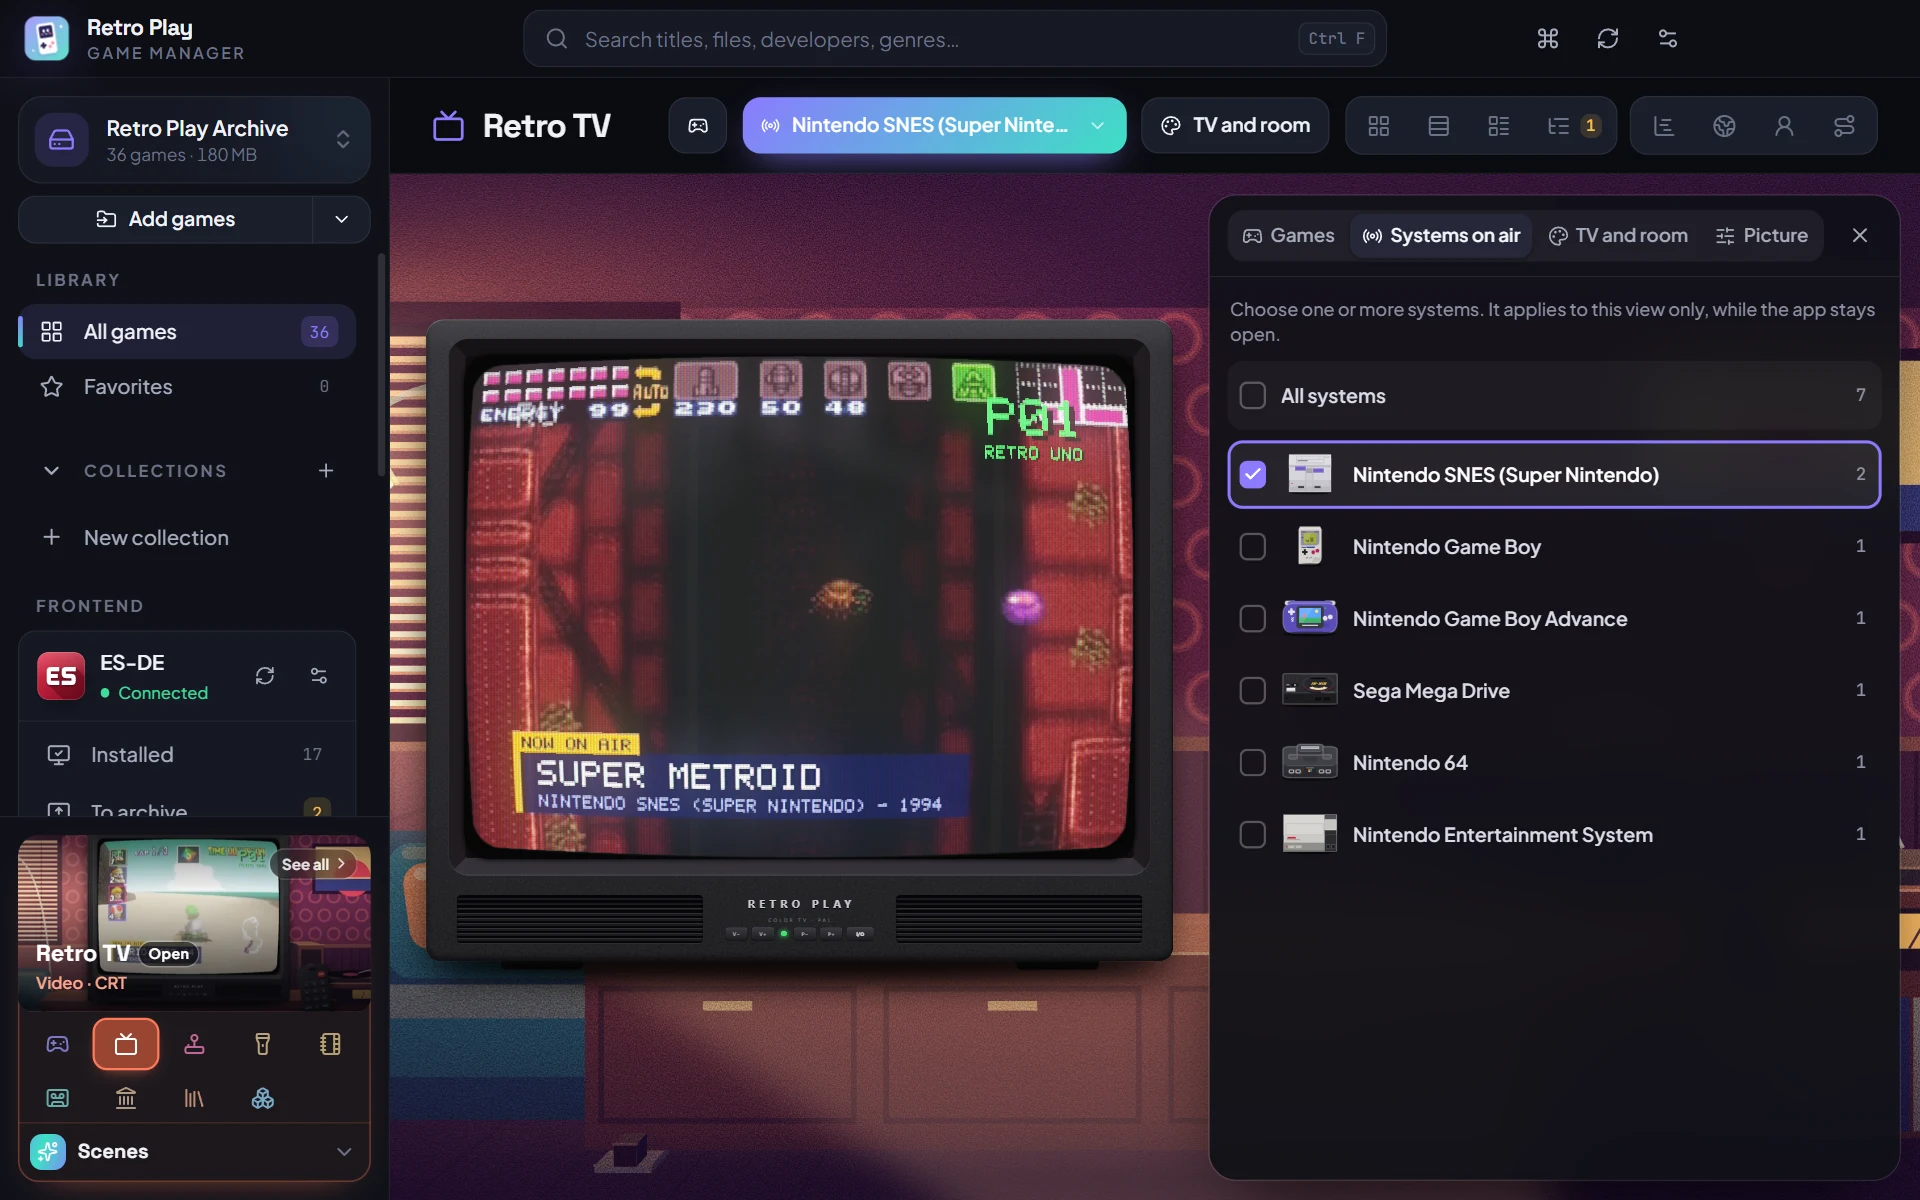 Retro Play
GAME MANAGER
Search titles, files, developers, genres...
Ctrl F
Retro Play Archive
36 games · 180 MB
Add games
LIBRARY
All games
36
Favorites
0
COLLECTIONS
New collection
FRONTEND
ES
ES-DE
Connected
Installed
17
To archive
2
See all
Retro TV
Open
Video · CRT
Scenes
Retro TV
Nintendo SNES (Super Ninte...
TV and room
1
ENERGY 99
AUTO
230
50
40
P01
RETRO UNO
NOW ON AIR
SUPER METROID
NINTENDO SNES (SUPER NINTENDO) - 1994
RETRO PLAY
COLOR TV · P01
V-
V+
P-
P+
I/O
Games
Systems on air
TV and room
Picture
Choose one or more systems. It applies to this view only, while the app stays
open.
All systems
7
Nintendo SNES (Super Nintendo)
2
Nintendo Game Boy
1
Nintendo Game Boy Advance
1
Sega Mega Drive
1
Nintendo 64
1
Nintendo Entertainment System
1